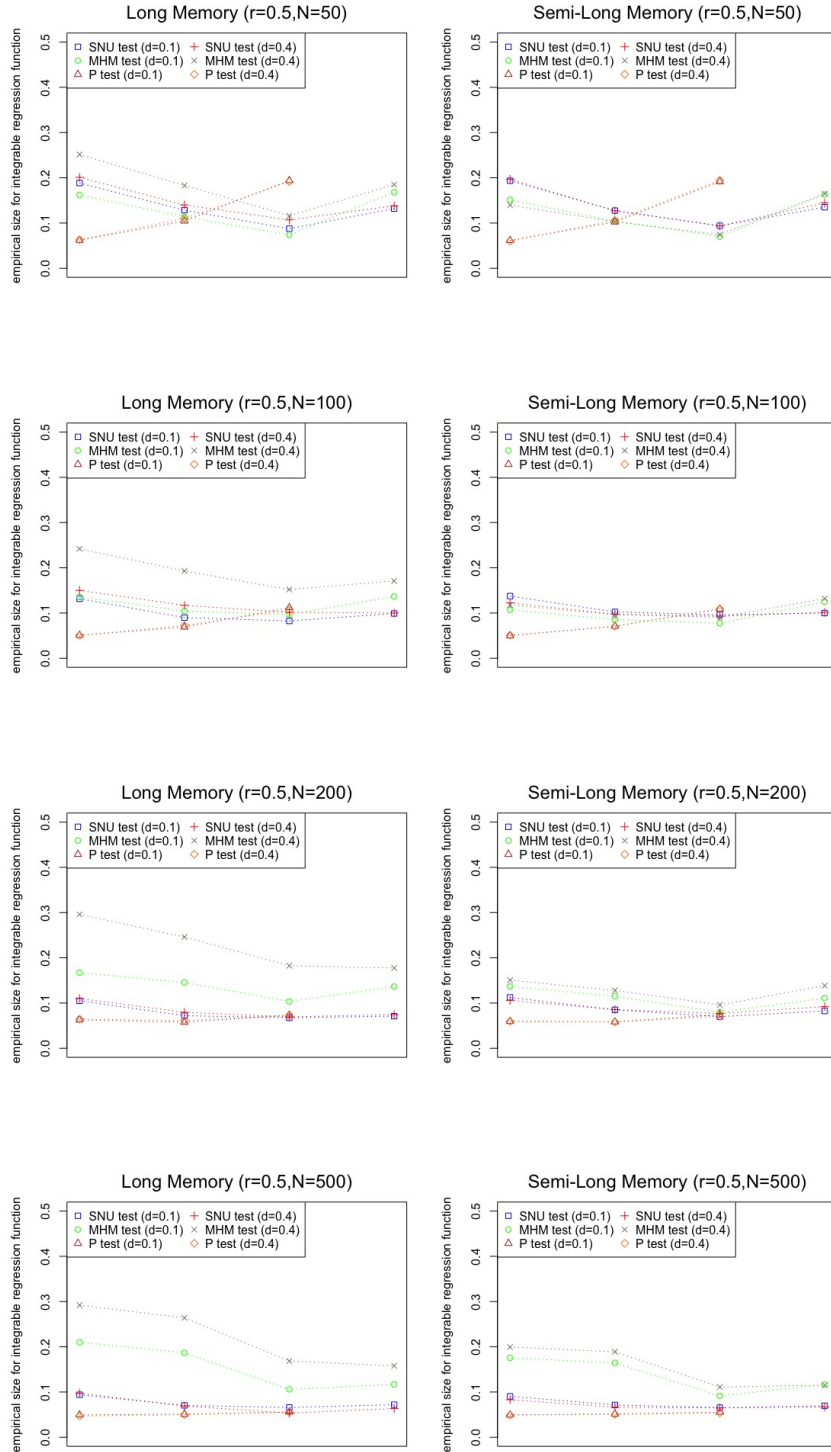 Long Memory (r=0.5,N=50)
empirical size for integrable regression function
0.0 0.1 0.2 0.3 0.4 0.5
SNU test (d=0.1) SNU test (d=0.4)
MHM test (d=0.1) MHM test (d=0.4)
P test (d=0.1) P test (d=0.4)
Semi-Long Memory (r=0.5,N=50)
empirical size for integrable regression function
0.0 0.1 0.2 0.3 0.4 0.5
SNU test (d=0.1) SNU test (d=0.4)
MHM test (d=0.1) MHM test (d=0.4)
P test (d=0.1) P test (d=0.4)
Long Memory (r=0.5,N=100)
empirical size for integrable regression function
0.0 0.1 0.2 0.3 0.4 0.5
SNU test (d=0.1) SNU test (d=0.4)
MHM test (d=0.1) MHM test (d=0.4)
P test (d=0.1) P test (d=0.4)
Semi-Long Memory (r=0.5,N=100)
empirical size for integrable regression function
0.0 0.1 0.2 0.3 0.4 0.5
SNU test (d=0.1) SNU test (d=0.4)
MHM test (d=0.1) MHM test (d=0.4)
P test (d=0.1) P test (d=0.4)
Long Memory (r=0.5,N=200)
empirical size for integrable regression function
0.0 0.1 0.2 0.3 0.4 0.5
SNU test (d=0.1) SNU test (d=0.4)
MHM test (d=0.1) MHM test (d=0.4)
P test (d=0.1) P test (d=0.4)
Semi-Long Memory (r=0.5,N=200)
empirical size for integrable regression function
0.0 0.1 0.2 0.3 0.4 0.5
SNU test (d=0.1) SNU test (d=0.4)
MHM test (d=0.1) MHM test (d=0.4)
P test (d=0.1) P test (d=0.4)
Long Memory (r=0.5,N=500)
empirical size for integrable regression function
0.0 0.1 0.2 0.3 0.4 0.5
SNU test (d=0.1) SNU test (d=0.4)
MHM test (d=0.1) MHM test (d=0.4)
P test (d=0.1) P test (d=0.4)
Semi-Long Memory (r=0.5,N=500)
empirical size for integrable regression function
0.0 0.1 0.2 0.3 0.4 0.5
SNU test (d=0.1) SNU test (d=0.4)
MHM test (d=0.1) MHM test (d=0.4)
P test (d=0.1) P test (d=0.4)